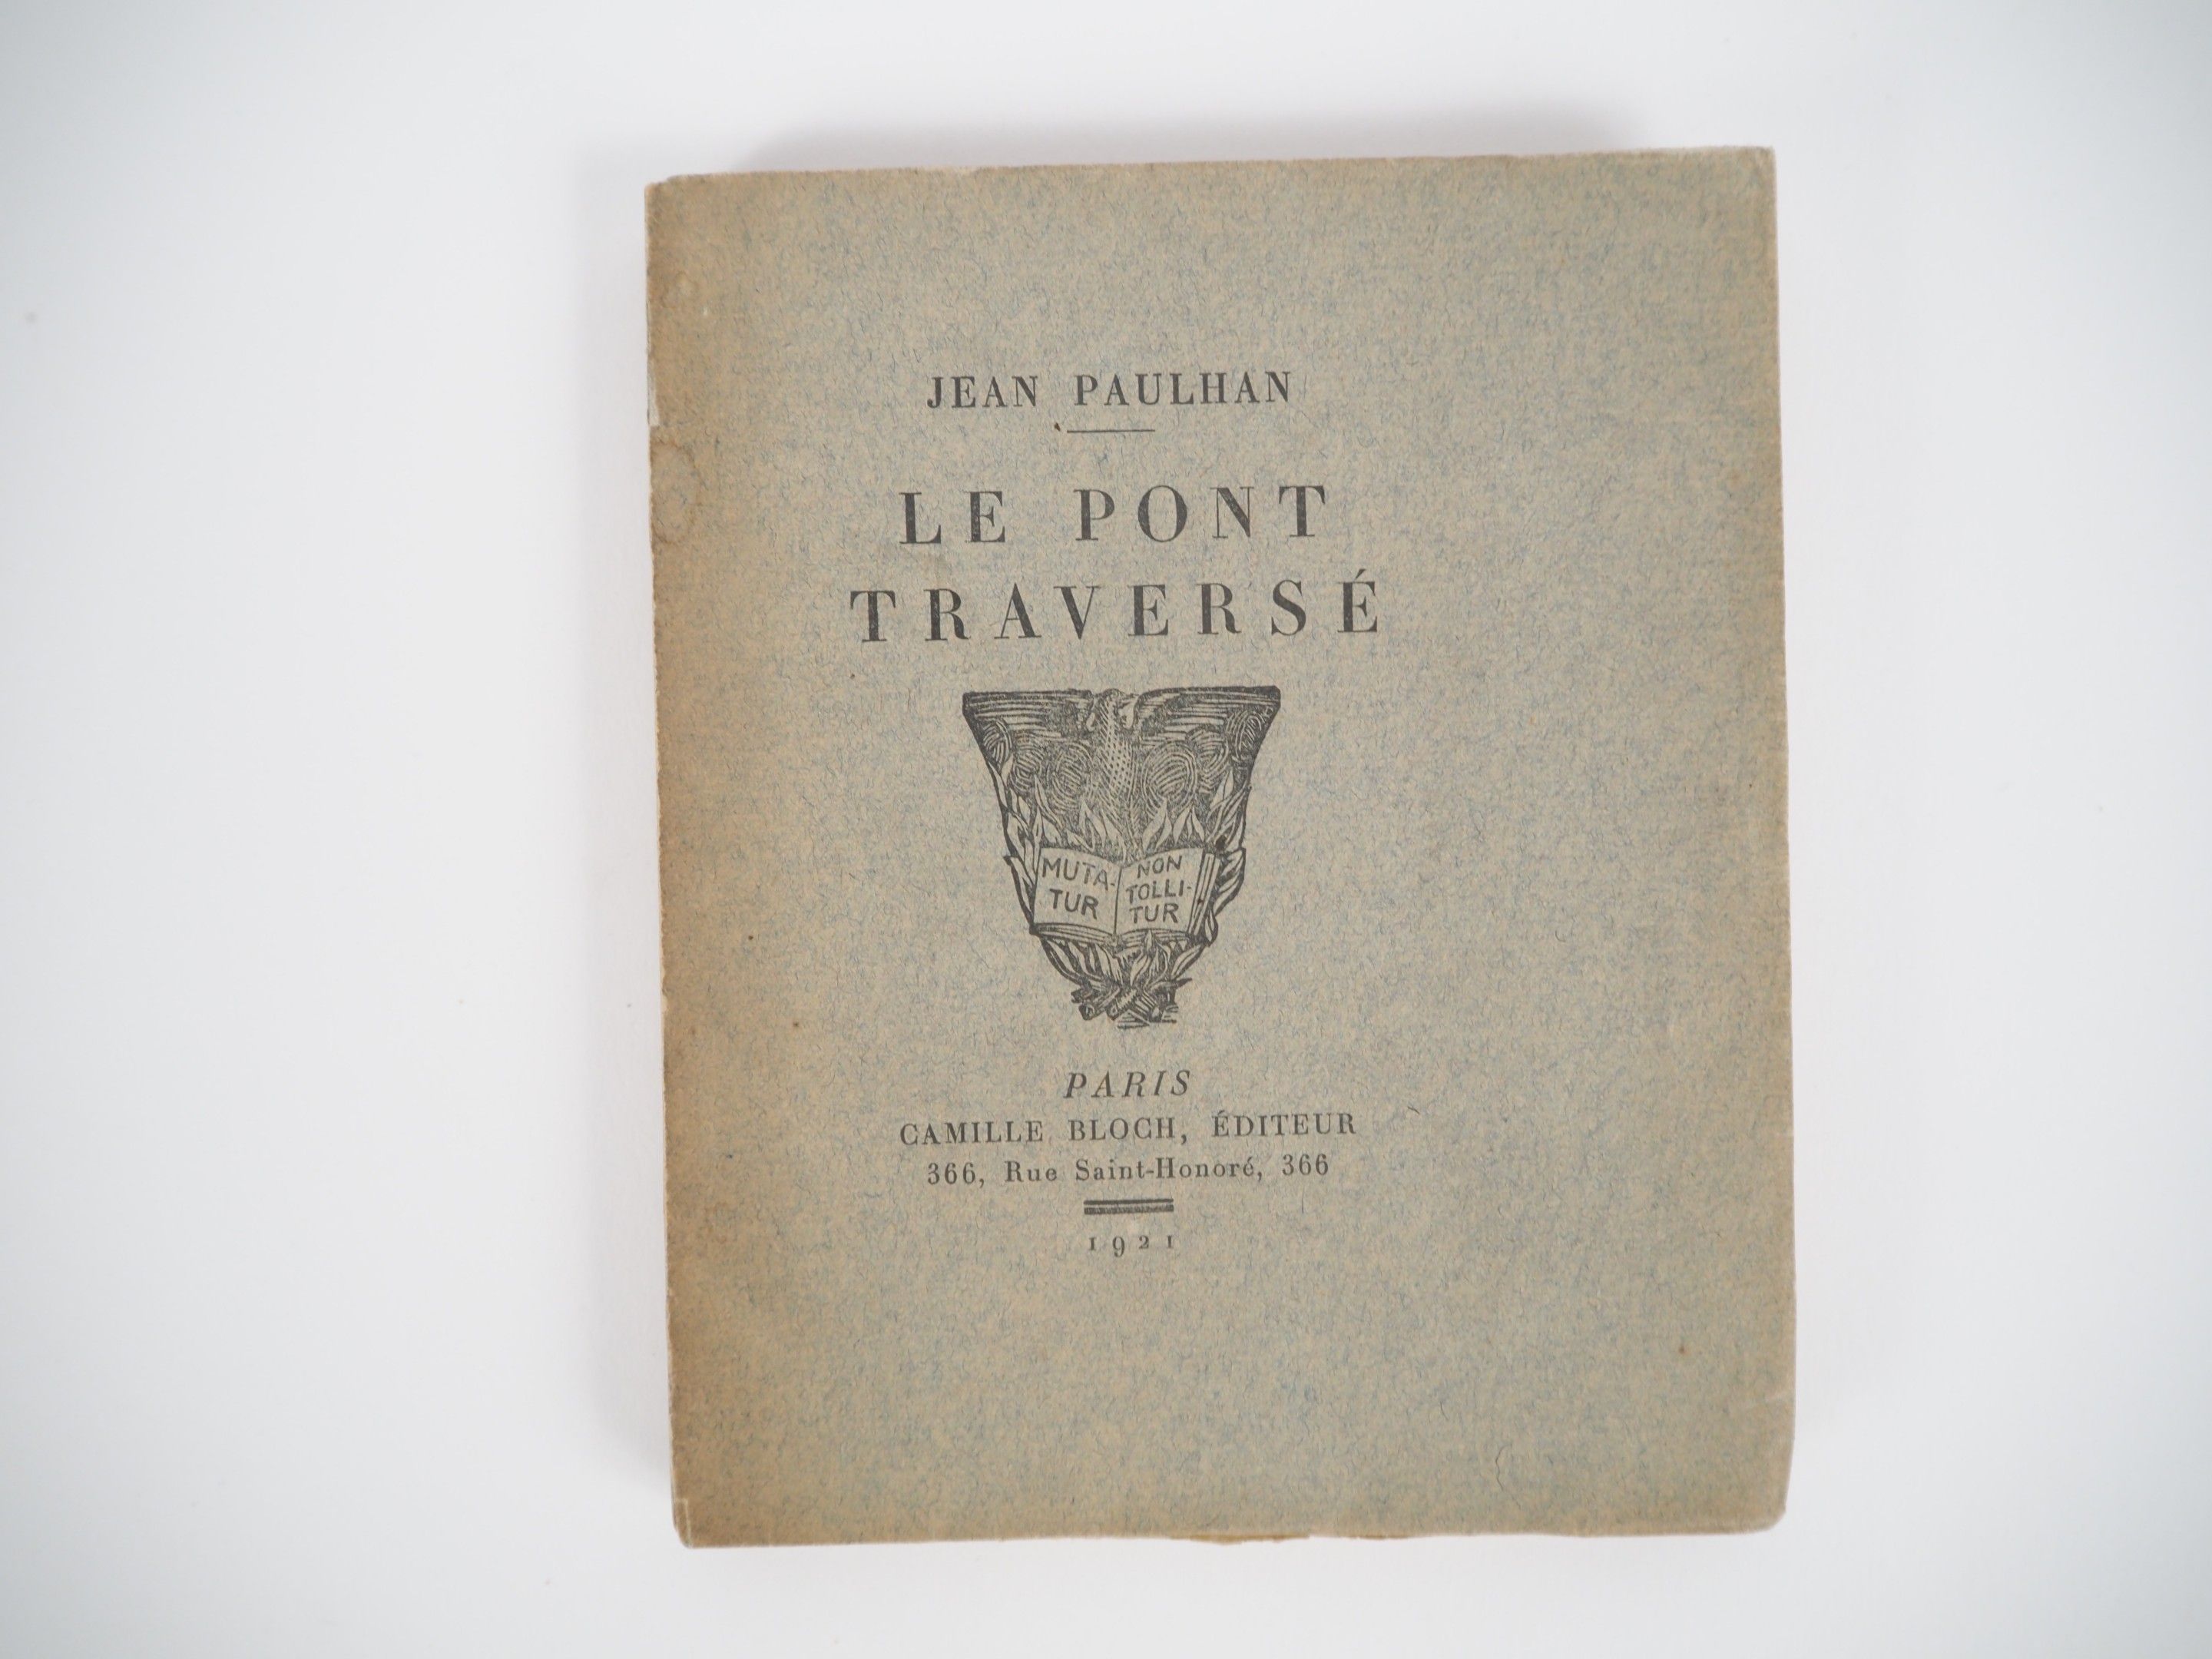 JEAN PAULHAN
LE PONT
TRAVERSÉ
MUTA-
TUR
NON
TOLLI-
TUR
PARIS
CAMILLE BLOCH, ÉDITEUR
366, Rue Saint-Honoré, 366
1921